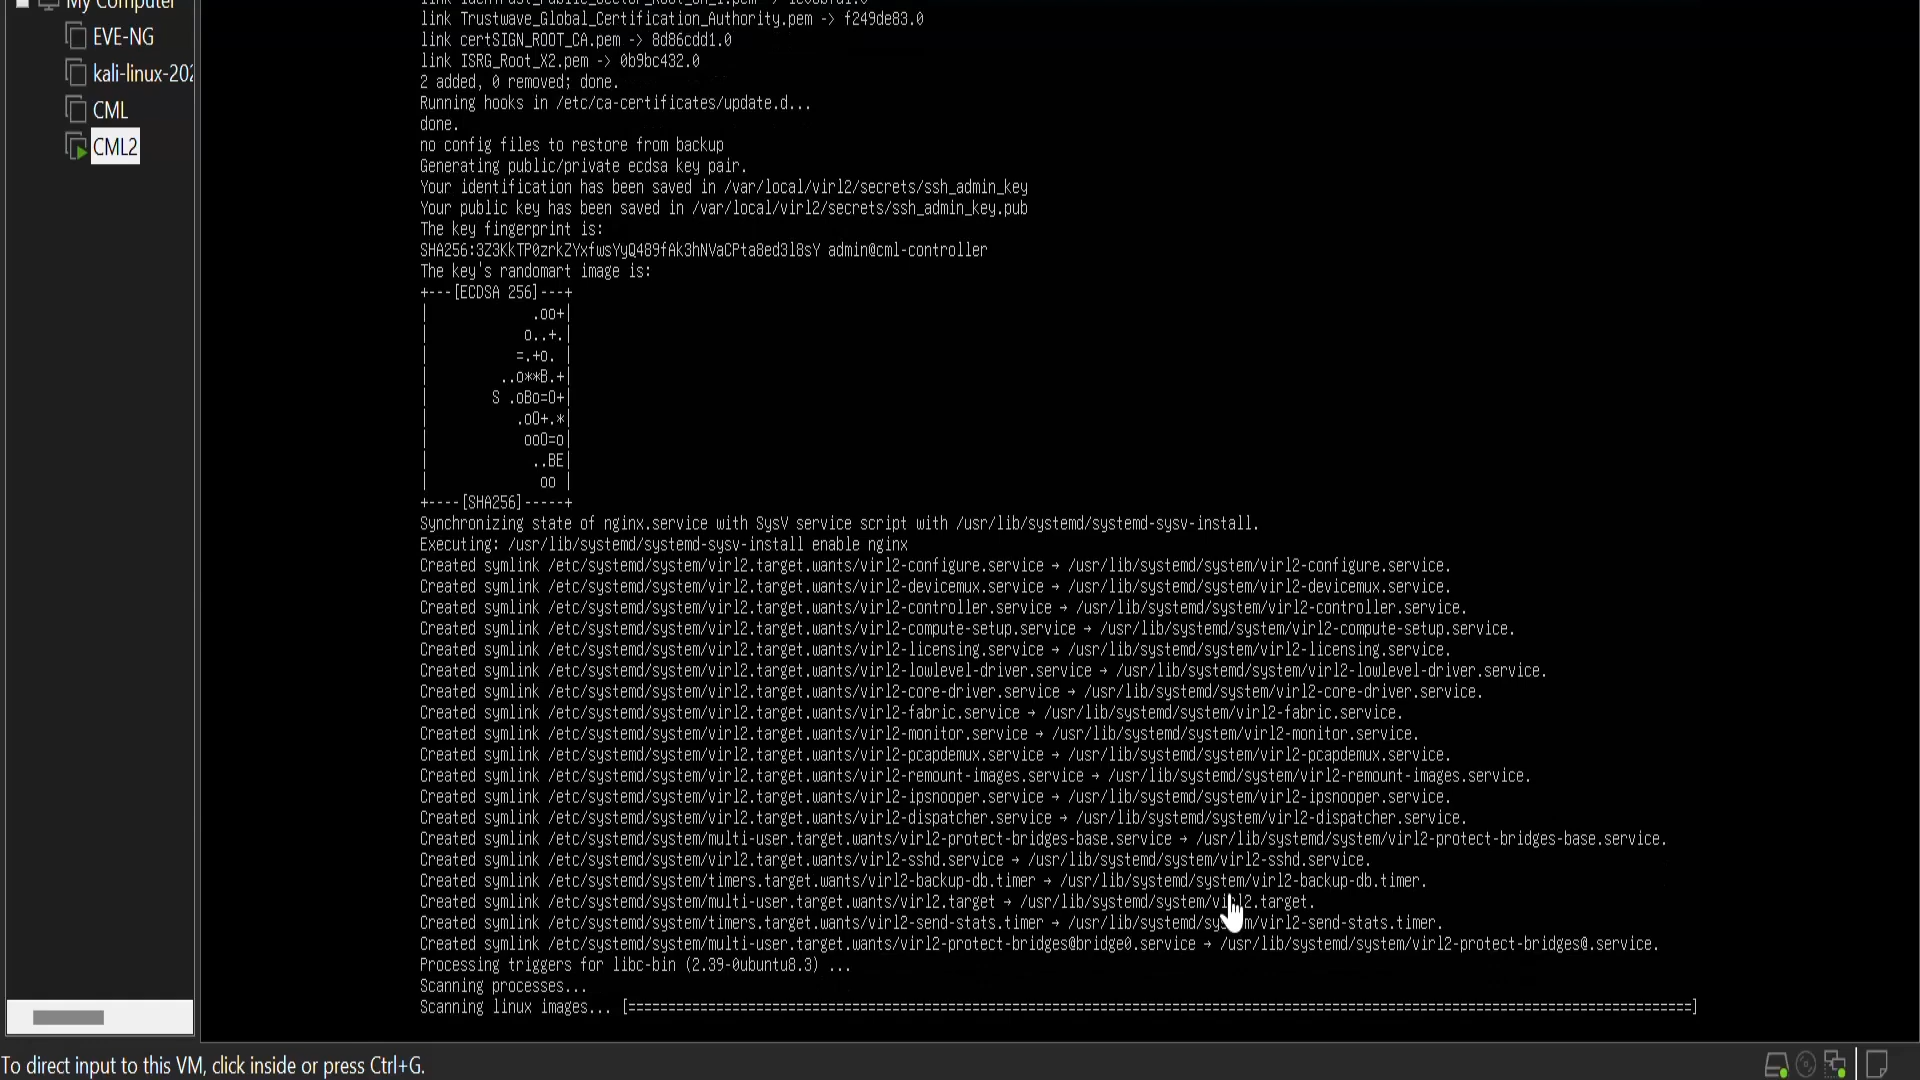 My Computer
EVE-NG
kali-linux-202
CML
CML2
link Trustwave_Global_Certification_Authority.pem -> f249de83.0
link certSIGN_ROOT_CA.pem -> 8d86cdd1.0
link ISRG_Root_X2.pem -> 0b9bc432.0
2 added, 0 removed; done.
Running hooks in /etc/ca-certificates/update.d...
done.
no config files to restore from backup
Generating public/private ecdsa key pair.
Your identification has been saved in /var/local/virl2/secrets/ssh_admin_key
Your public key has been saved in /var/local/virl2/secrets/ssh_admin_key.pub
The key fingerprint is:
SHA256:3Z3KkTP0zrkZYxfwsYyQ489fAk3hNVaCPta8ed3l8sY admin@cml-controller
The key's randomart image is:
+---[ECDSA 256]---+
|             .oo+|
|            o..+.|
|           =.+o. |
|         ..o**B.+|
|        S .oBo=O+|
|           .oO+.*|
|            ooO=o|
|             ..BE|
|              oo |
+----[SHA256]-----+
Synchronizing state of nginx.service with SysV service script with /usr/lib/systemd/systemd-sysv-install.
Executing: /usr/lib/systemd/systemd-sysv-install enable nginx
Created symlink /etc/systemd/system/virl2.target.wants/virl2-configure.service → /usr/lib/systemd/system/virl2-configure.service.
Created symlink /etc/systemd/system/virl2.target.wants/virl2-devicemux.service → /usr/lib/systemd/system/virl2-devicemux.service.
Created symlink /etc/systemd/system/virl2.target.wants/virl2-controller.service → /usr/lib/systemd/system/virl2-controller.service.
Created symlink /etc/systemd/system/virl2.target.wants/virl2-compute-setup.service → /usr/lib/systemd/system/virl2-compute-setup.service.
Created symlink /etc/systemd/system/virl2.target.wants/virl2-licensing.service → /usr/lib/systemd/system/virl2-licensing.service.
Created symlink /etc/systemd/system/virl2.target.wants/virl2-lowlevel-driver.service → /usr/lib/systemd/system/virl2-lowlevel-driver.service.
Created symlink /etc/systemd/system/virl2.target.wants/virl2-core-driver.service → /usr/lib/systemd/system/virl2-core-driver.service.
Created symlink /etc/systemd/system/virl2.target.wants/virl2-fabric.service → /usr/lib/systemd/system/virl2-fabric.service.
Created symlink /etc/systemd/system/virl2.target.wants/virl2-monitor.service → /usr/lib/systemd/system/virl2-monitor.service.
Created symlink /etc/systemd/system/virl2.target.wants/virl2-pcapdemux.service → /usr/lib/systemd/system/virl2-pcapdemux.service.
Created symlink /etc/systemd/system/virl2.target.wants/virl2-remount-images.service → /usr/lib/systemd/system/virl2-remount-images.service.
Created symlink /etc/systemd/system/virl2.target.wants/virl2-ipsnooper.service → /usr/lib/systemd/system/virl2-ipsnooper.service.
Created symlink /etc/systemd/system/virl2.target.wants/virl2-dispatcher.service → /usr/lib/systemd/system/virl2-dispatcher.service.
Created symlink /etc/systemd/system/multi-user.target.wants/virl2-protect-bridges-base.service → /usr/lib/systemd/system/virl2-protect-bridges-base.service.
Created symlink /etc/systemd/system/virl2.target.wants/virl2-sshd.service → /usr/lib/systemd/system/virl2-sshd.service.
Created symlink /etc/systemd/system/timers.target.wants/virl2-backup-db.timer → /usr/lib/systemd/system/virl2-backup-db.timer.
Created symlink /etc/systemd/system/multi-user.target.wants/virl2.target → /usr/lib/systemd/system/virl2.target.
Created symlink /etc/systemd/system/timers.target.wants/virl2-send-stats.timer → /usr/lib/systemd/system/virl2-send-stats.timer.
Created symlink /etc/systemd/system/multi-user.target.wants/virl2-protect-bridges@bridge0.service → /usr/lib/systemd/system/virl2-protect-bridges@.service.
Processing triggers for libc-bin (2.39-0ubuntu8.3) ...
Scanning processes...
Scanning linux images... [=====================================================================================================================================]
To direct input to this VM, click inside or press Ctrl+G.